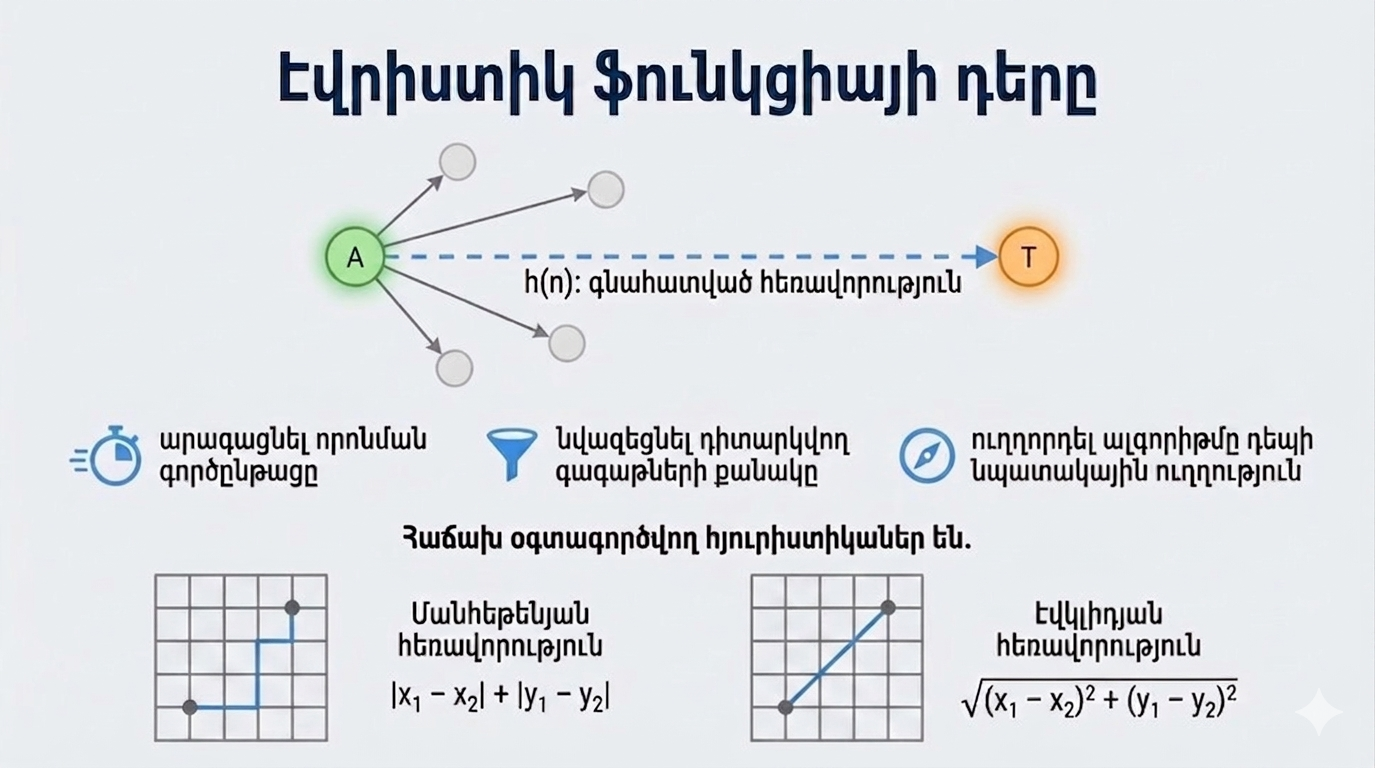 Էվրիստիկ ֆունկցիայի դերը
A
T
h(n): գնահատված հեռավորություն
արագացնել որոնման
գործընթացը
նվազեցնել դիտարկվող
գագաթների քանակը
ուղղորդել ալգորիթմը դեպի
նպատակային ուղղություն
Հաճախ օգտագործվող հյուրիստիկաներ են.
Մանհեթենյան
հեռավորություն
|x₁ − x₂| + |y₁ − y₂|
Էվկլիդյան
հեռավորություն
√(x₁ − x₂)² + (y₁ − y₂)²